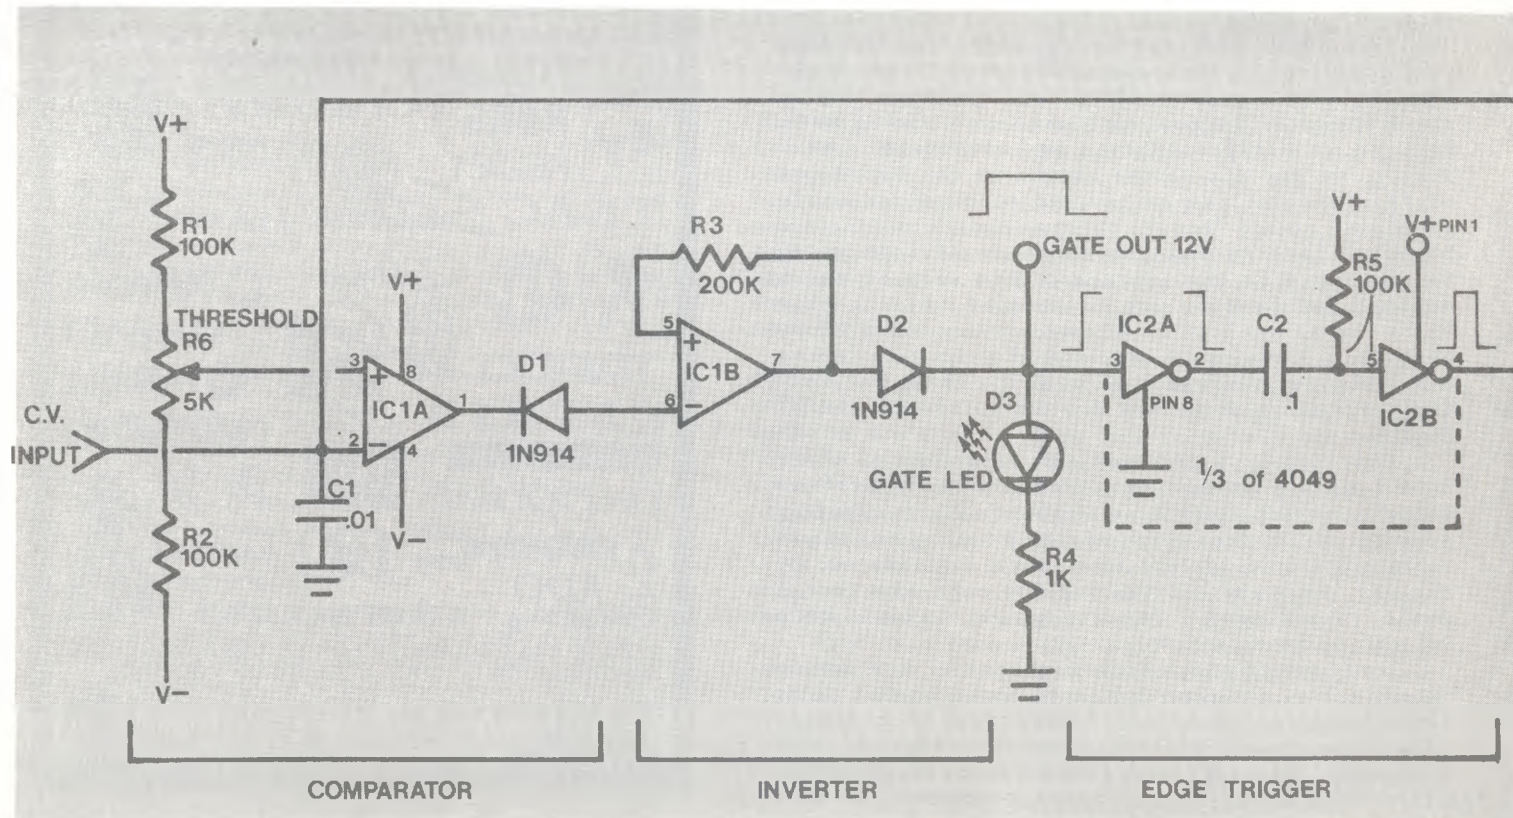 V+
R1
100K
THRESHOLD
R6
5K
C.V.
INPUT
R2
100K
V-
C1
.01
V+
3
+
8
IC1A
1
2
-
4
V-
D1
1N914
R3
200K
5
+
IC1B
7
6
-
D2
1N914
GATE OUT 12V
D3
GATE LED
R4
1K
3
IC2A
2
PIN 8
1/3 of 4049
C2
.1
V+
R5
100K
V+ PIN 1
5
4
IC2B
COMPARATOR
INVERTER
EDGE TRIGGER